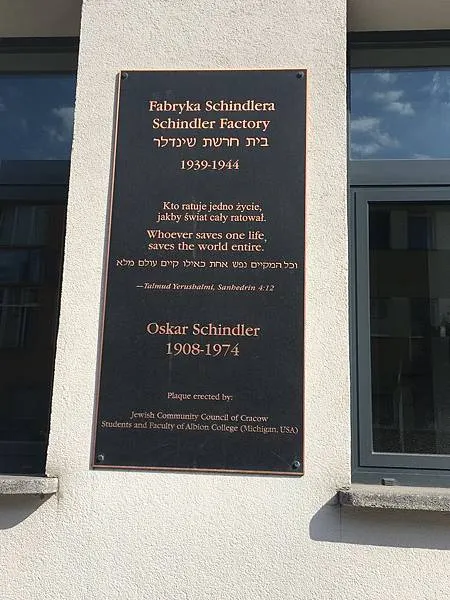 Fabryka Schindlera
Schindler Factory
בית חרשת שינדלר
1939-1944
Kto ratuje jedno życie,
jakby świat cały ratował.
Whoever saves one life,
saves the world entire.
וכל המקיים נפש אחת כאילו קיים עולם מלא
—Talmud Yerushalmi, Sanhedrin 4:12
Oskar Schindler
1908-1974
Plaque erected by:
Jewish Community Council of Cracow
Students and Faculty of Albion College (Michigan, USA)